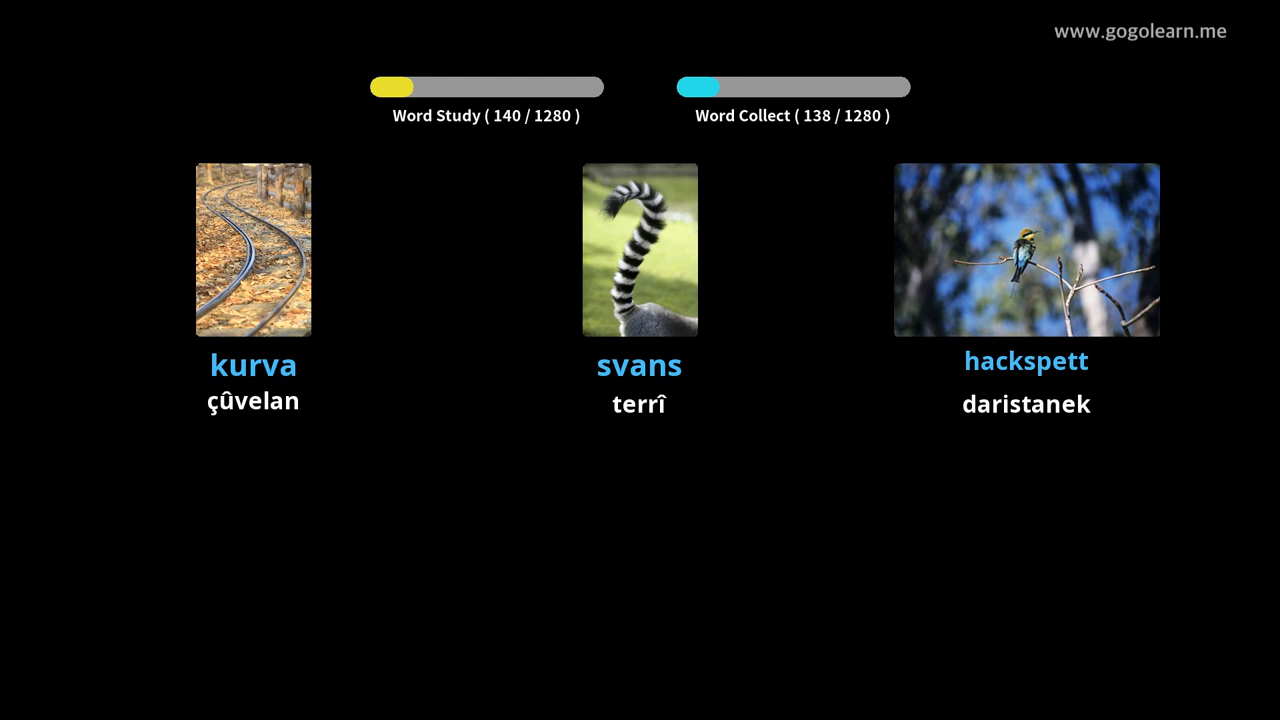 www.gogolearn.me
Word Study ( 140 / 1280 )
Word Collect ( 138 / 1280 )
kurva
çûvelan
svans
terrî
hackspett
daristanek